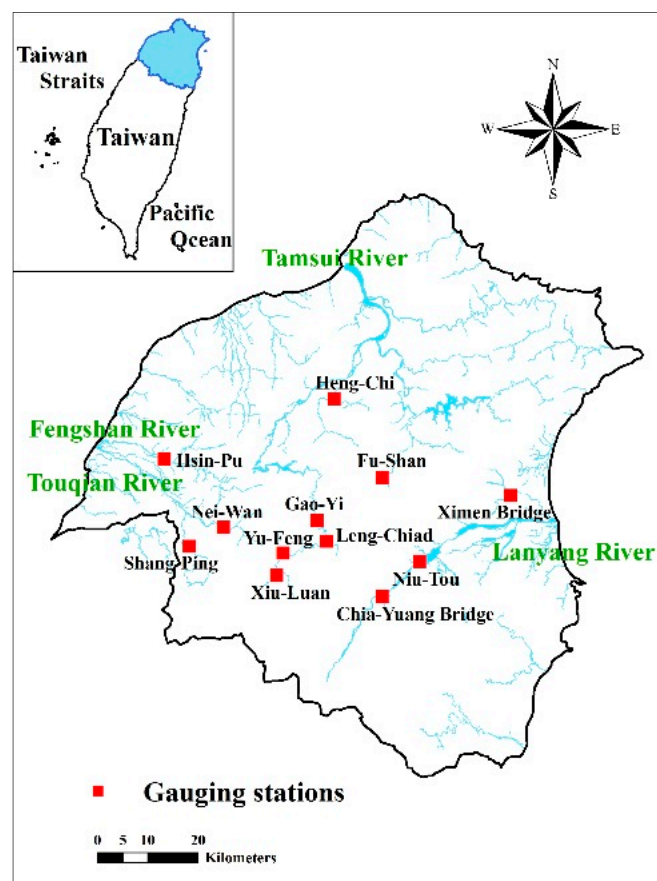 Taiwan
Straits
Taiwan
Pacific
Ocean
N
W
E
S
Tamsui River
Heng-Chi
Fengshan River
Hsin-Pu
Fu-Shan
Touqian River
Gao-Yi
Nei-Wan
Ximen Bridge
Yu-Feng
Leng-Chiad
Lanyang River
Shang-Ping
Niu-Tou
Xiu-Luan
Chia-Yuang Bridge
Gauging stations
0 5 10 20
Kilometers